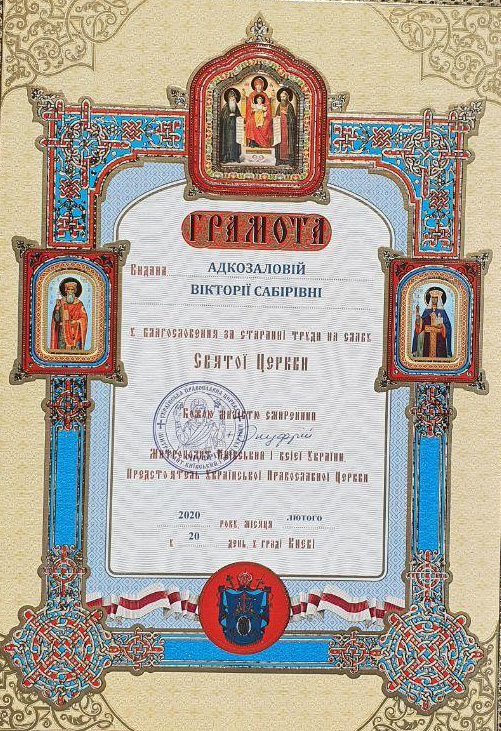 ГРАМОТА
Видана АДКОЗАЛОВІЙ
ВІКТОРІЇ САБІРІВНІ
У БЛАГОСЛОВЕННЯ ЗА СТАРАННІ ТРУДИ НА СЛАВУ
СВЯТОЇ ЦЕРКВИ
БОЖОЮ МИЛІСТЮ СМИРЕННИЙ
+ Онуфрій
МИТРОПОЛИТ КИЇВСЬКИЙ І ВСІЄЇ УКРАЇНИ,
ПРЕДСТОЯТЕЛЬ УКРАЇНСЬКОЇ ПРАВОСЛАВНОЇ ЦЕРКВИ
2020 РОКУ, МІСЯЦЯ ЛЮТОГО
У 20 ДЕНЬ, У ГРАДІ КИЄВІ